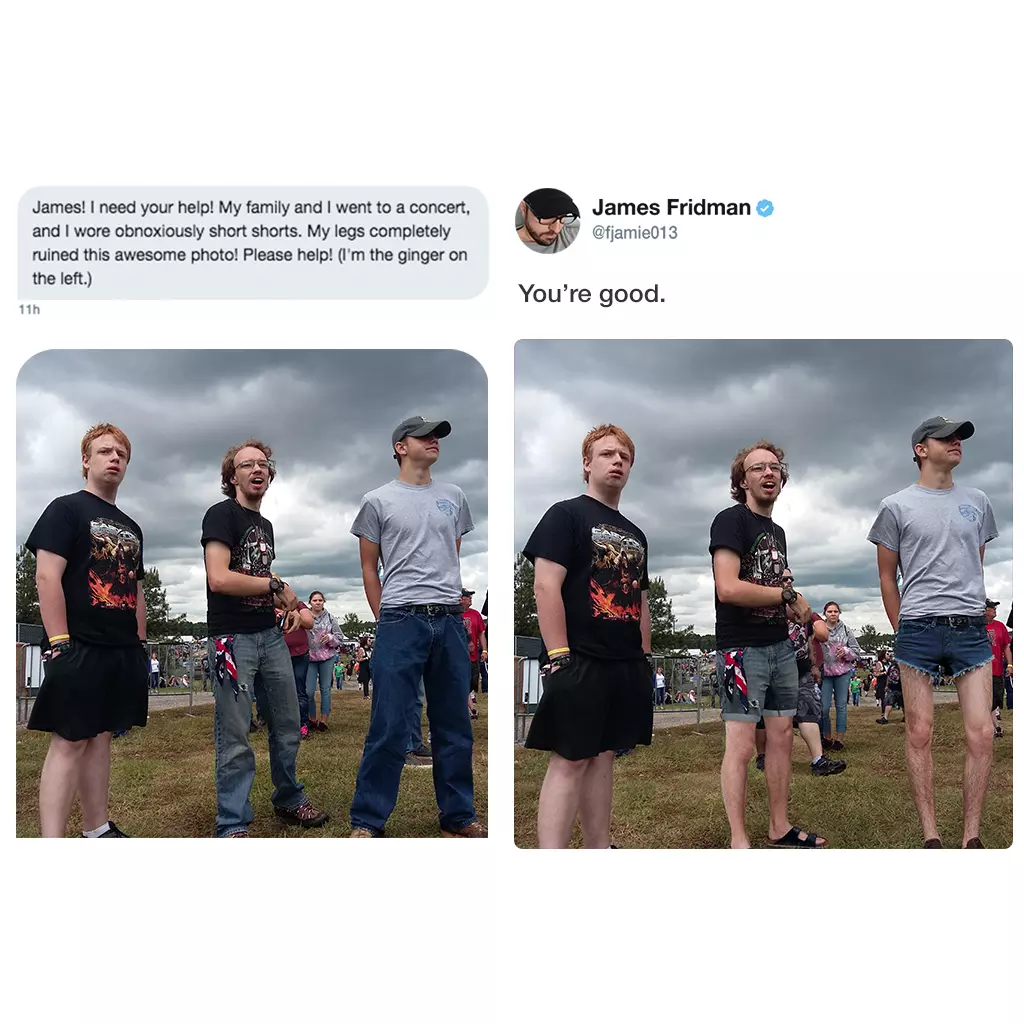 James! I need your help! My family and I went to a concert,
and I wore obnoxiously short shorts. My legs completely
ruined this awesome photo! Please help! (I'm the ginger on
the left.)
11h
James Fridman
@fjamie013
You’re good.